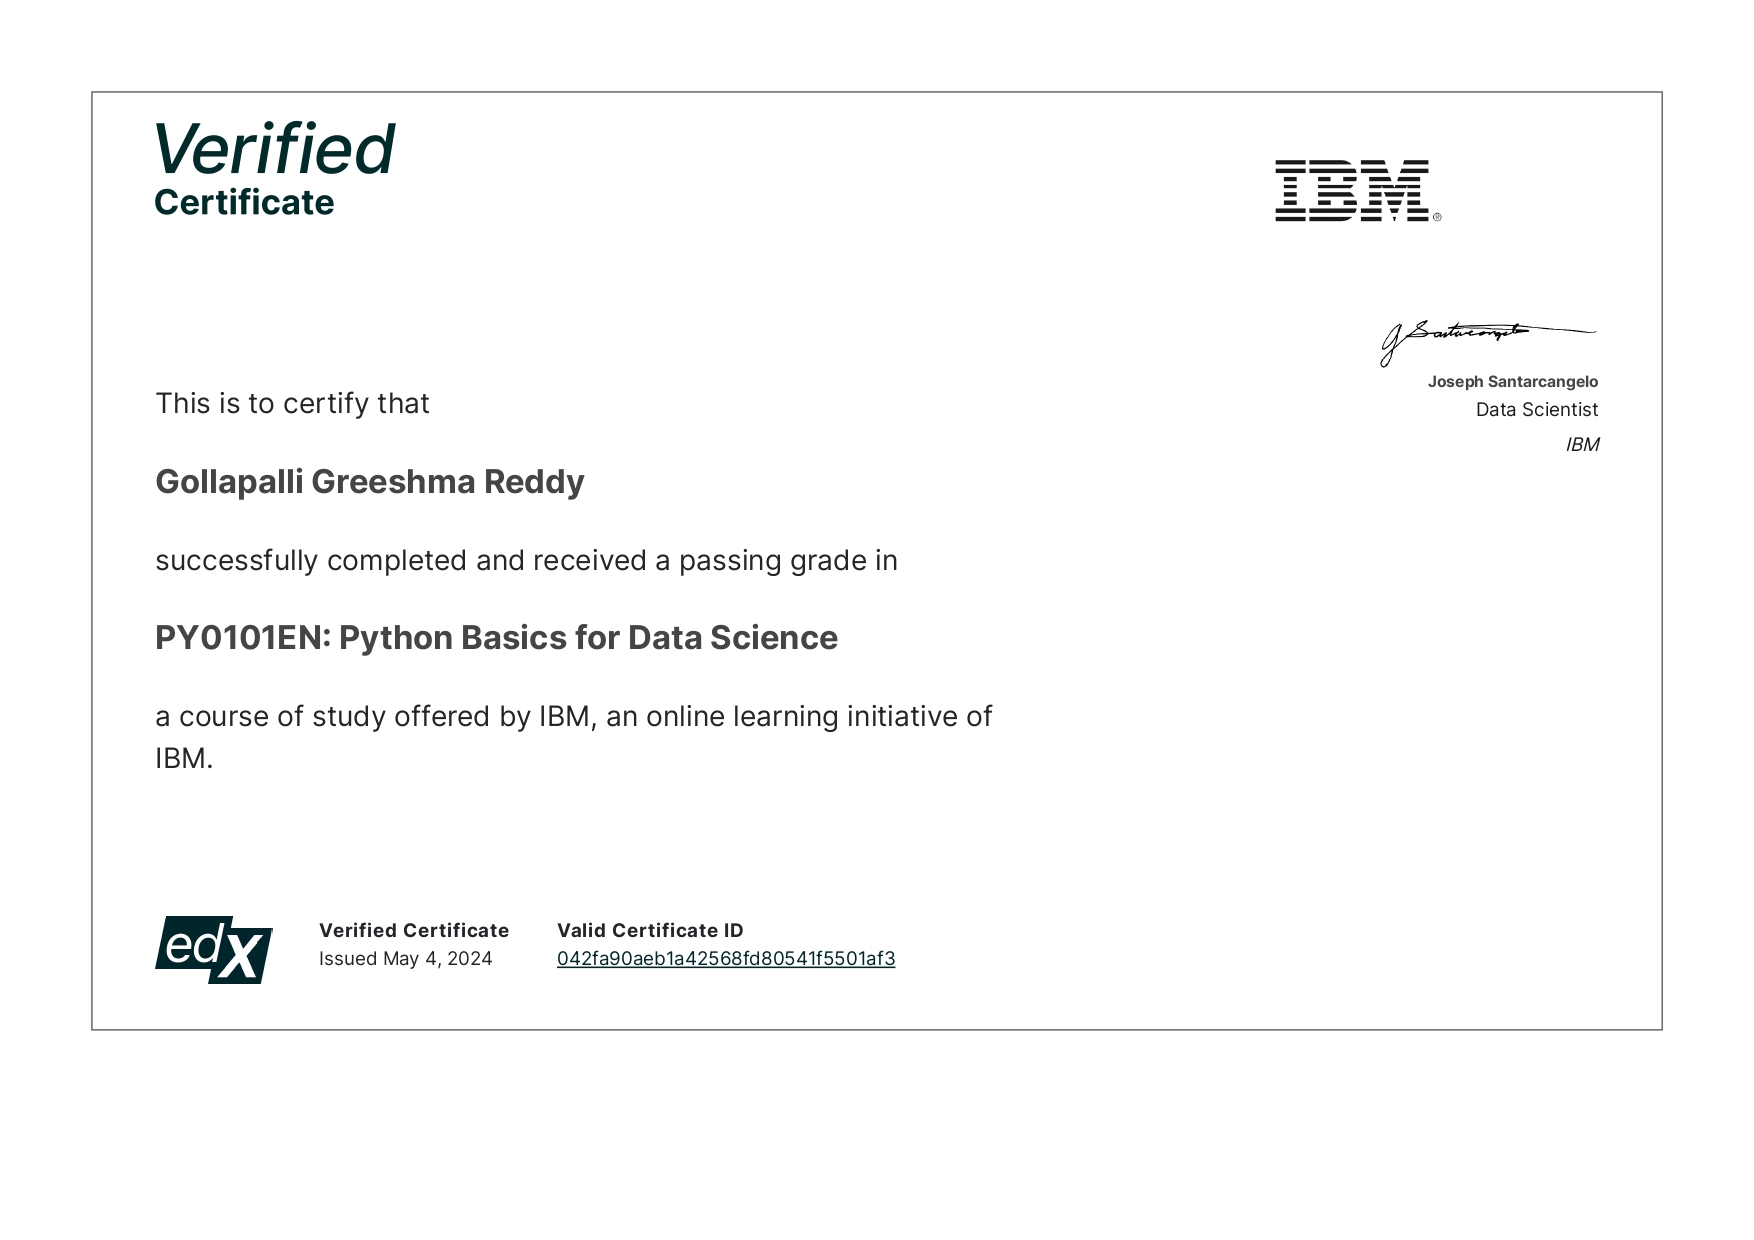 Verified
Certificate
IBM®
J Santarcangelo
Joseph Santarcangelo
Data Scientist
IBM
This is to certify that
Gollapalli Greeshma Reddy
successfully completed and received a passing grade in
PY0101EN: Python Basics for Data Science
a course of study offered by IBM, an online learning initiative of
IBM.
edX
Verified Certificate
Issued May 4, 2024
Valid Certificate ID
042fa90aeb1a42568fd80541f5501af3